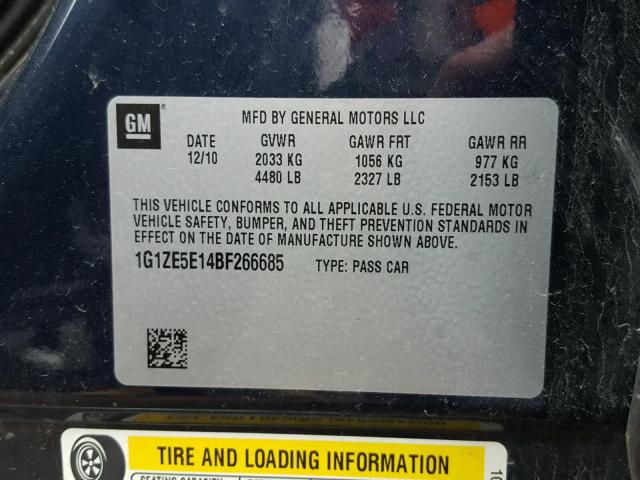 GM ®
MFD BY GENERAL MOTORS LLC
DATE GVWR GAWR FRT GAWR RR
12/10 2033 KG 1056 KG 977 KG
4480 LB 2327 LB 2153 LB
THIS VEHICLE CONFORMS TO ALL APPLICABLE U.S. FEDERAL MOTOR
VEHICLE SAFETY, BUMPER, AND THEFT PREVENTION STANDARDS
IN EFFECT ON THE DATE OF MANUFACTURE SHOWN ABOVE.
1G1ZE5E14BF266685 TYPE: PASS CAR
TIRE AND LOADING INFORMATION
SEATING CAPACITY